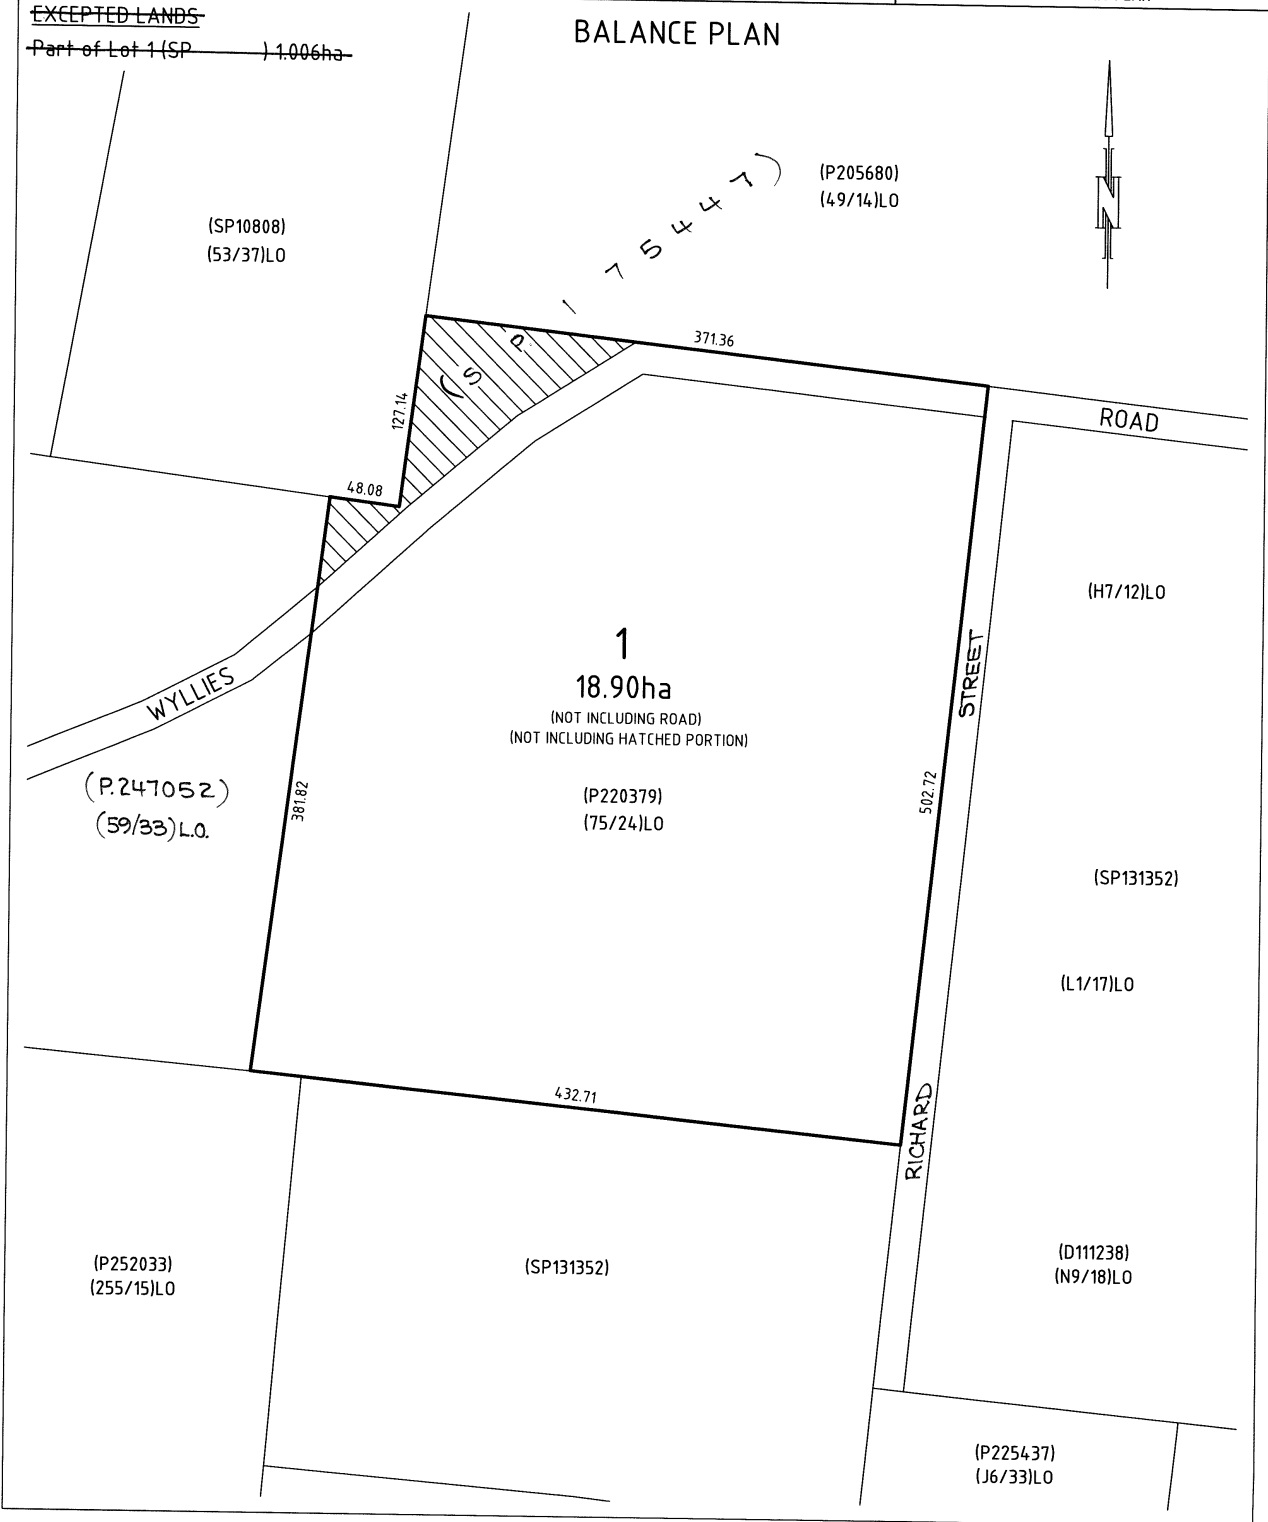 EXCEPTED LANDS
Part of Lot 1 (SP ) 1.006ha
BALANCE PLAN
(P205680)
(49/14)LO
(SP10808)
(53/37)LO
(SP 175447)
N
371.36
127.14
ROAD
48.08
(H7/12)LO
1
18.90ha
(NOT INCLUDING ROAD)
(NOT INCLUDING HATCHED PORTION)
STREET
WYLLIES
(P.247052)
(59/33)L.O.
381.82
(P220379)
(75/24)LO
502.72
(SP131352)
(L1/17)LO
432.71
RICHARD
(P252033)
(255/15)LO
(SP131352)
(D111238)
(N9/18)LO
(P225437)
(J6/33)LO